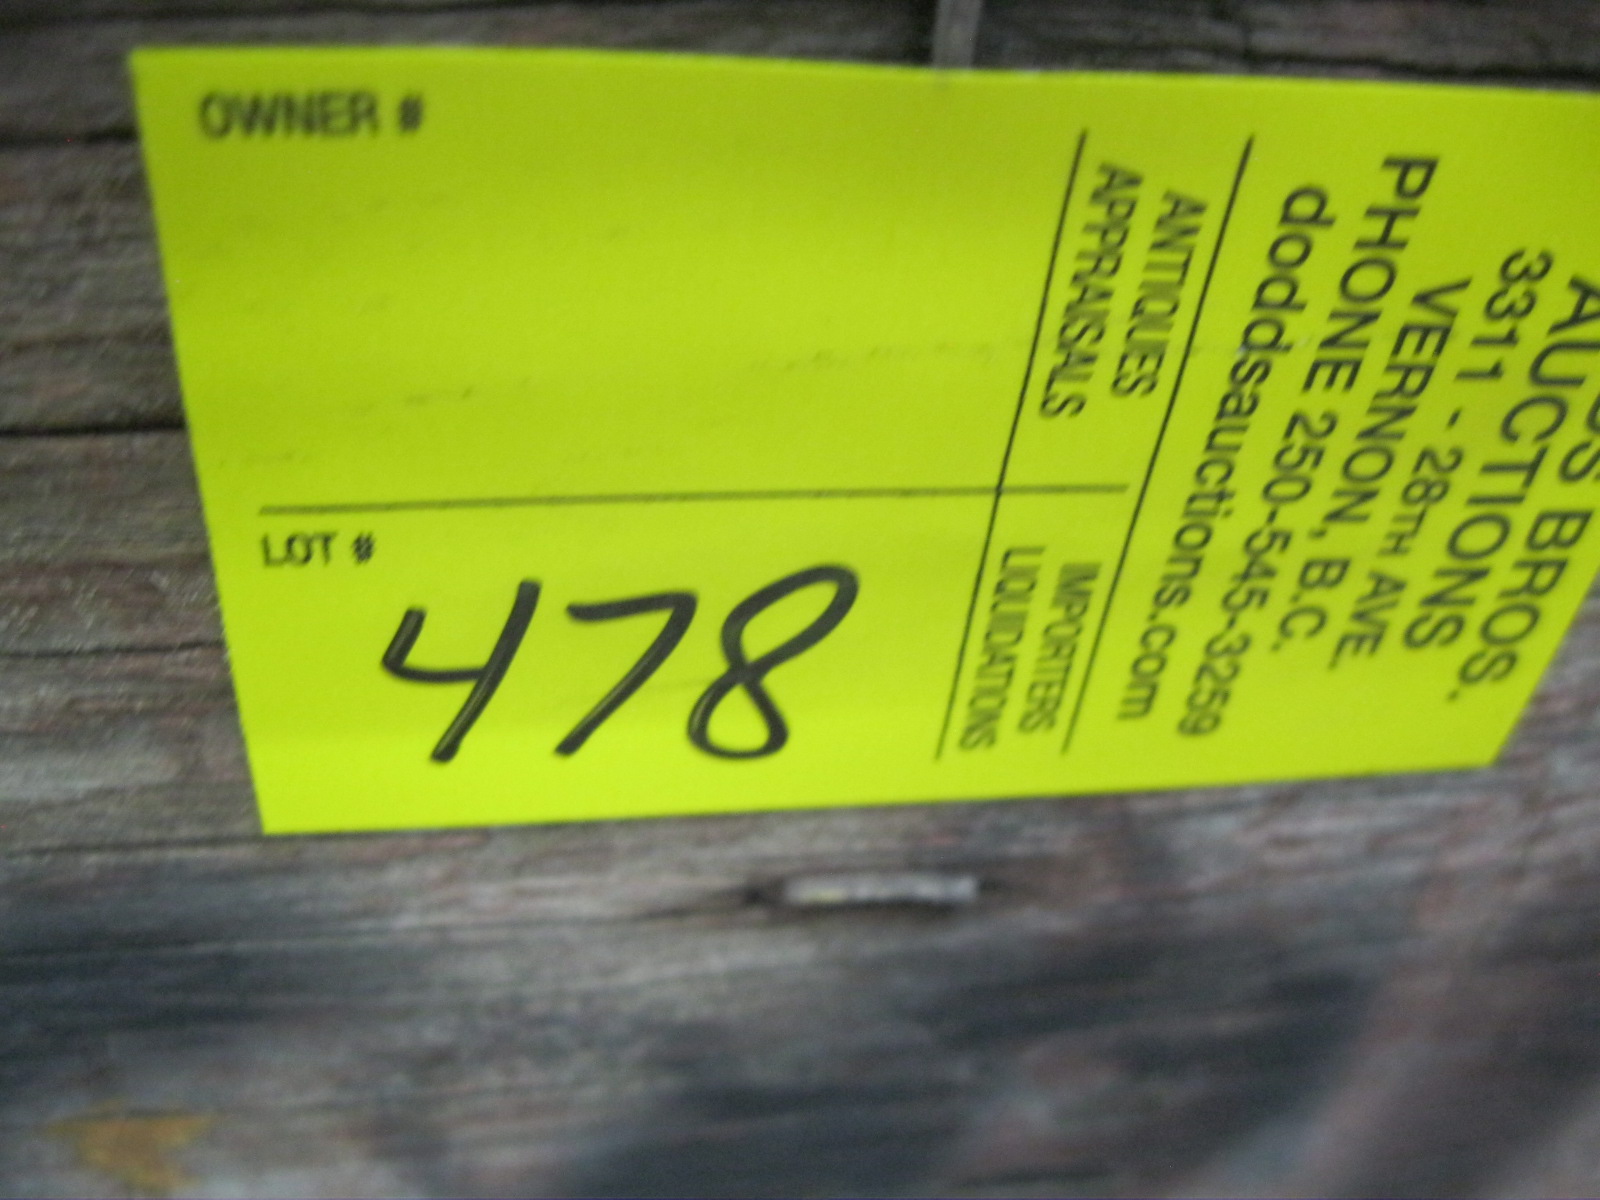 OWNER #
LOT #
478
AUCTIONS BROS.
AUCTIONS
3311 - 28TH AVE.
VERNON, B.C.
PHONE 250-545-3259
doddsauctions.com
ANTIQUES
APPRAISALS
IMPORTERS
LIQUIDATIONS